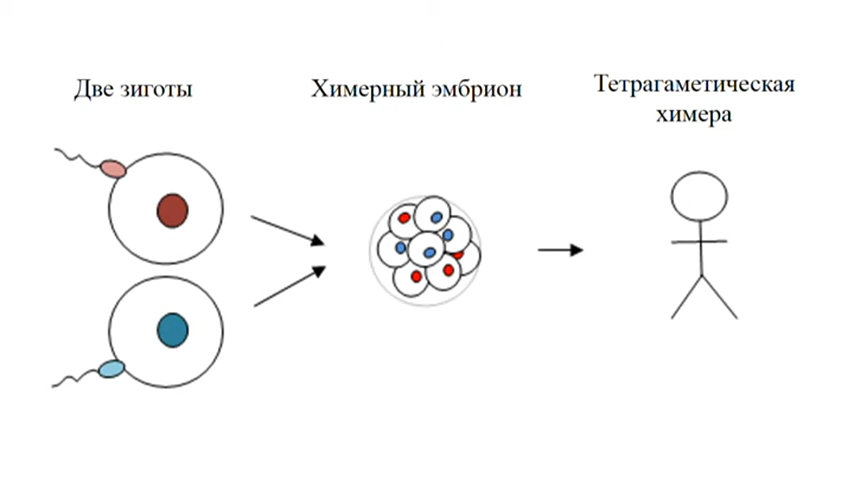 Две зиготы
Химерный эмбрион
Тетрагаметическая
химера